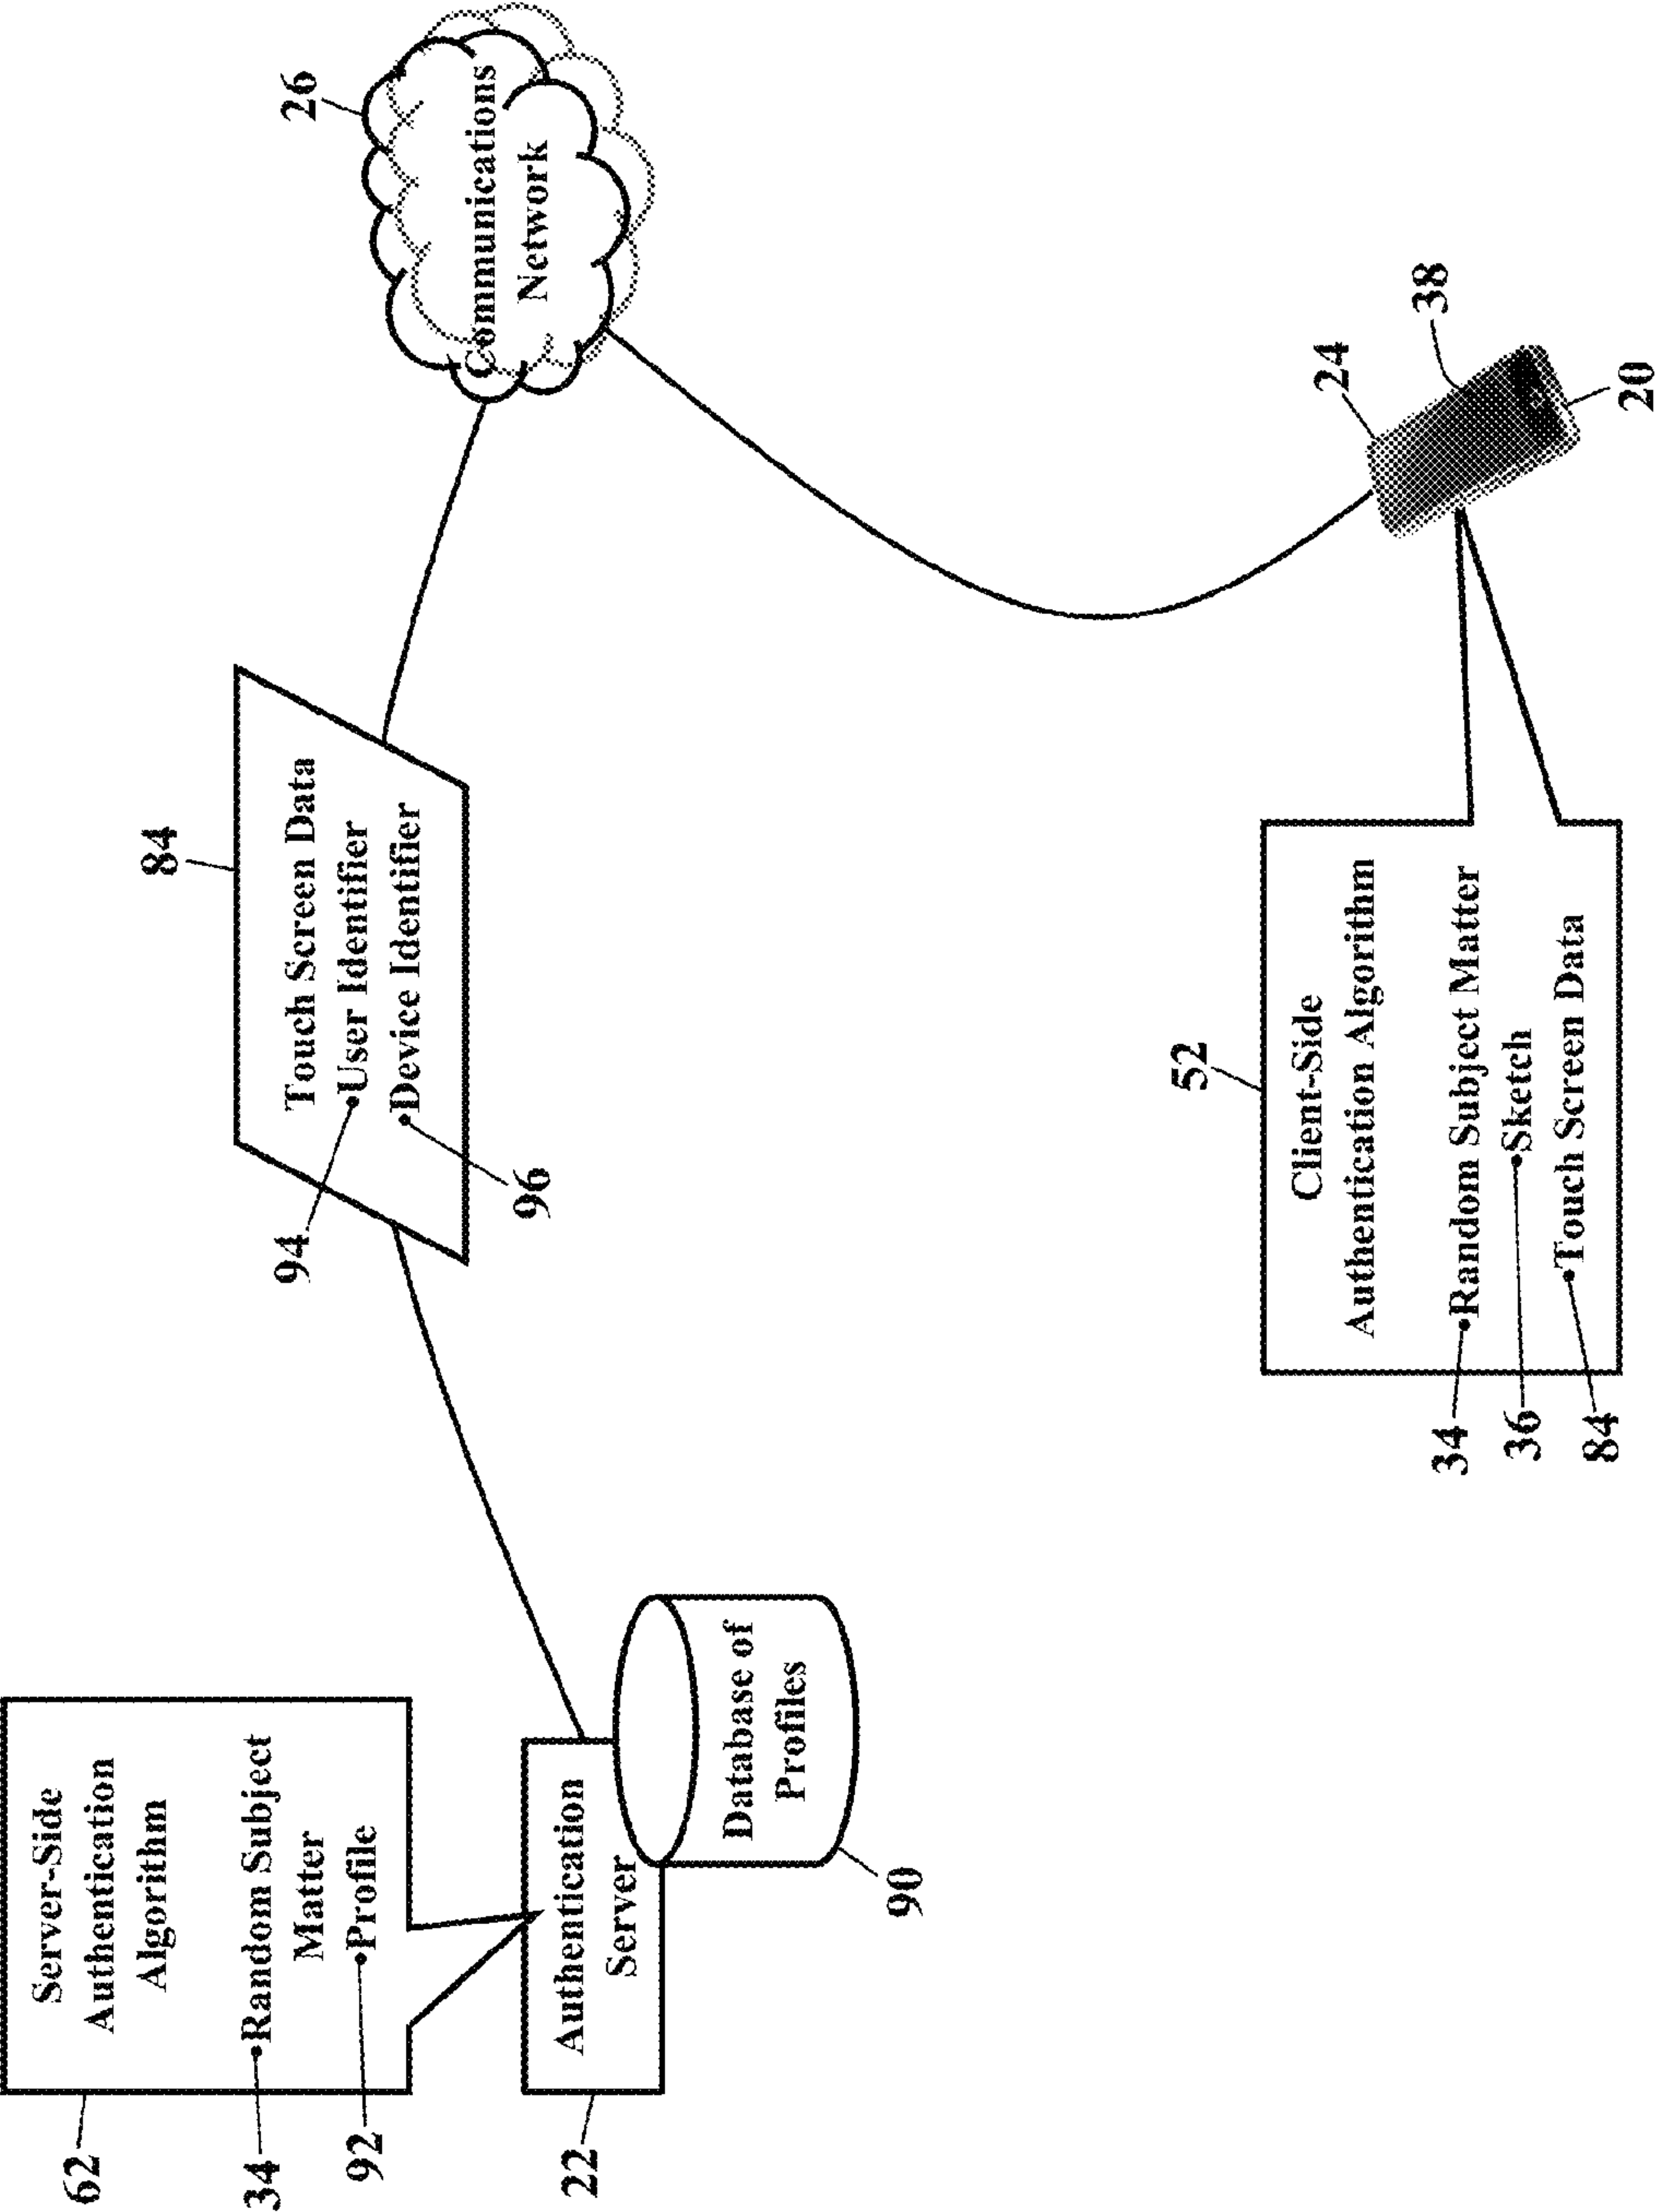 62
Server-Side
Authentication
Algorithm
34
•Random Subject
Matter
92
•Profile
22
Authentication
Server
Database of
Profiles
90
84
Touch Screen Data
•User Identifier
•Device Identifier
94
96
26
Communications
Network
52
Client-Side
Authentication Algorithm
34
•Random Subject Matter
36
•Sketch
84
•Touch Screen Data
24
38
20